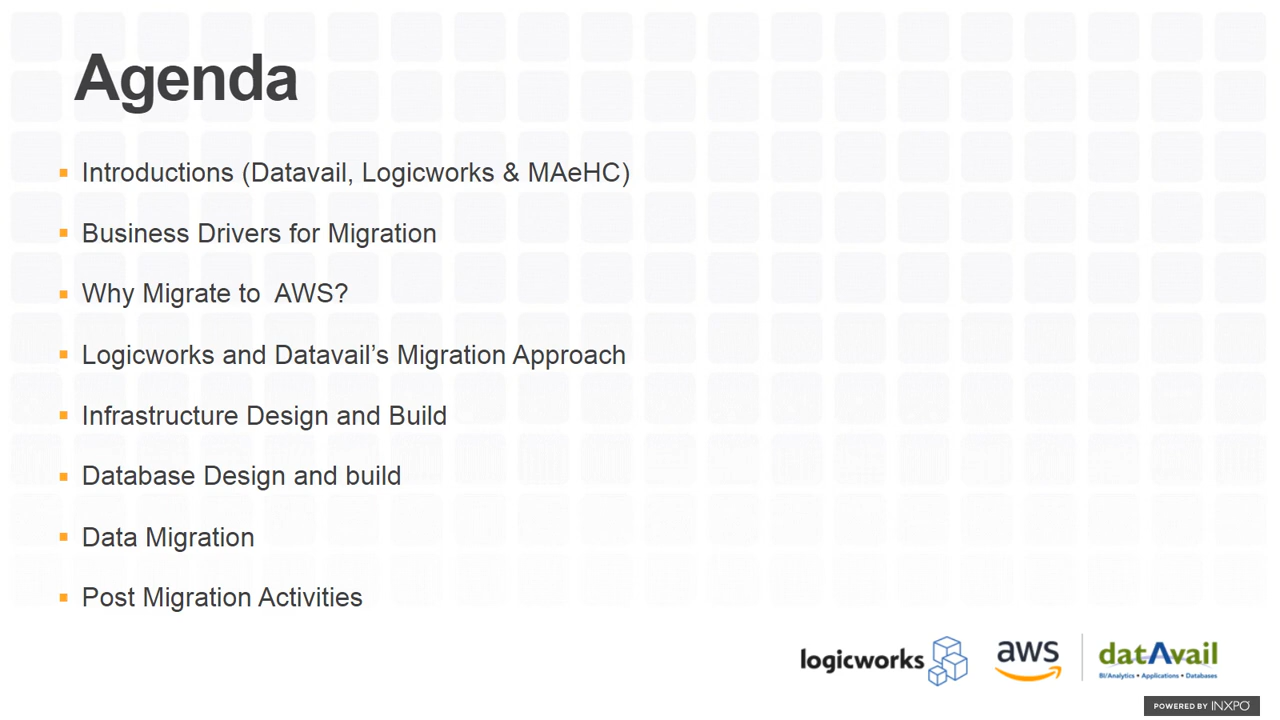 Agenda
Introductions (Datavail, Logicworks & MAeHC)
Business Drivers for Migration
Why Migrate to  AWS?
Logicworks and Datavail’s Migration Approach
Infrastructure Design and Build
Database Design and build
Data Migration
Post Migration Activities
logicworks
aws
datAvail
BI/Analytics • Applications • Databases
POWERED BY INXPO